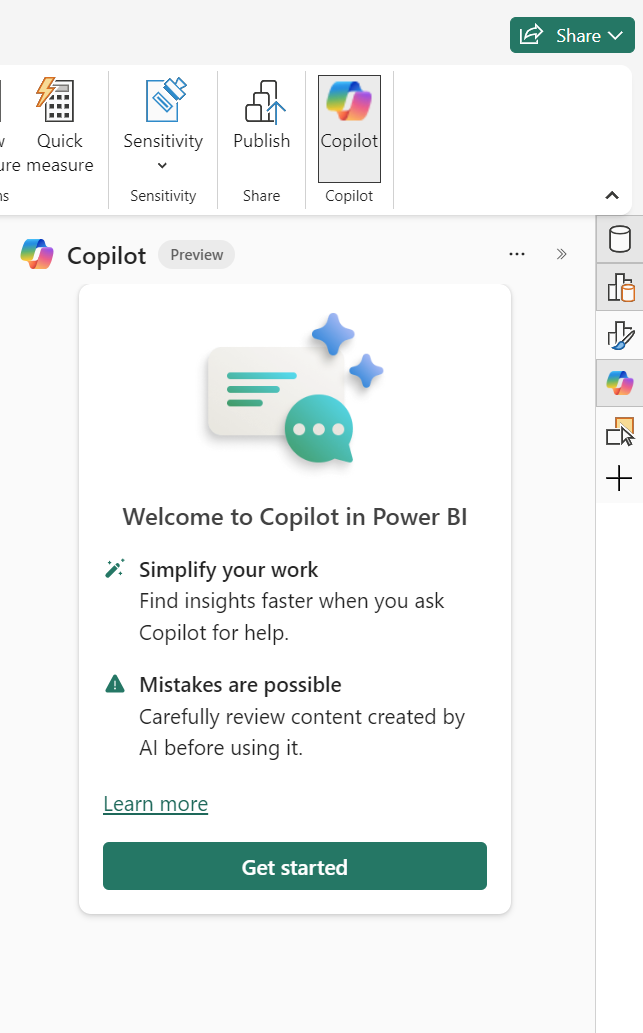 Share
Quick
measure
Sensitivity
Publish
Copilot
Sensitivity
Share
Copilot
Copilot
Preview
Welcome to Copilot in Power BI
Simplify your work
Find insights faster when you ask
Copilot for help.
Mistakes are possible
Carefully review content created by
AI before using it.
Learn more
Get started